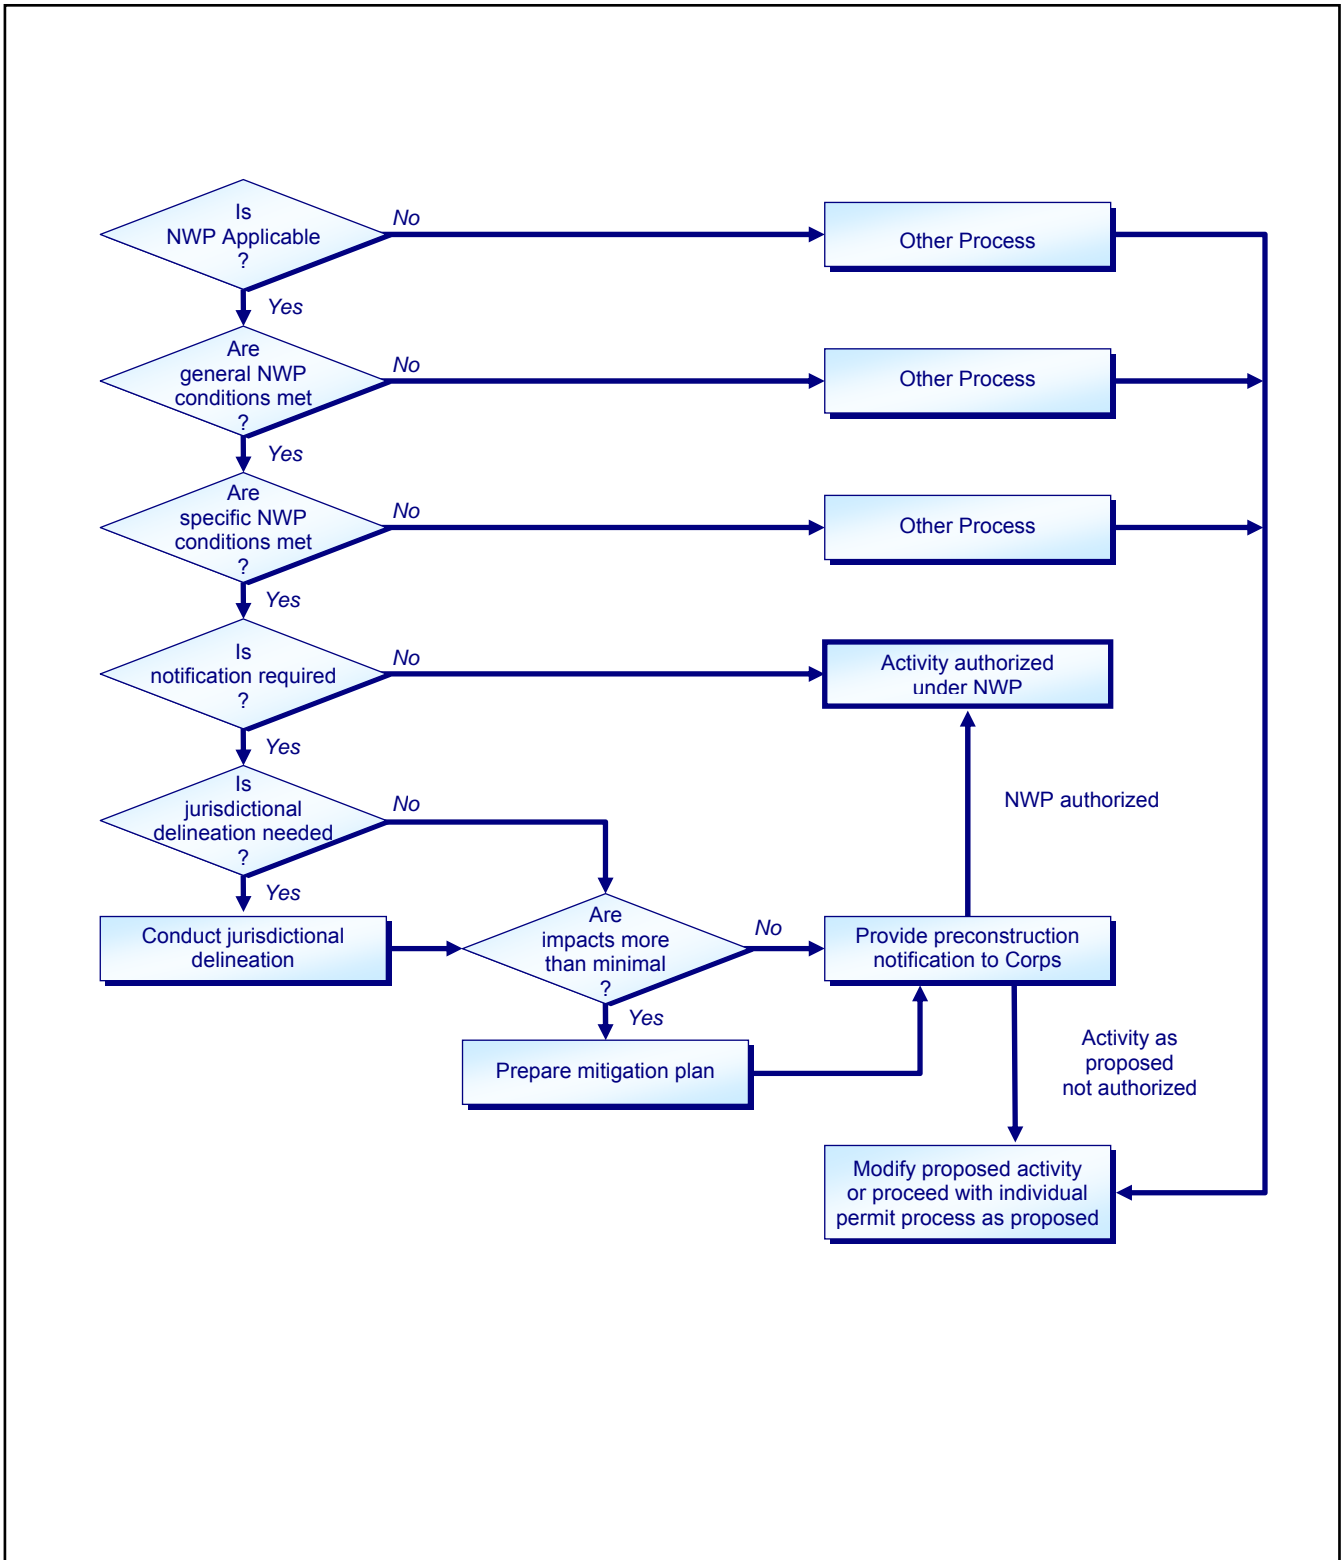 Is
NWP Applicable
?
No
Other Process
Yes
Are
general NWP
conditions met
?
No
Other Process
Yes
Are
specific NWP
conditions met
?
No
Other Process
Yes
Is
notification required
?
No
Activity authorized
under NWP
Yes
Is
jurisdictional
delineation needed
?
No
NWP authorized
Yes
Conduct jurisdictional
delineation
Are
impacts more
than minimal
?
No
Provide preconstruction
notification to Corps
Yes
Prepare mitigation plan
Activity as
proposed
not authorized
Modify proposed activity
or proceed with individual
permit process as proposed